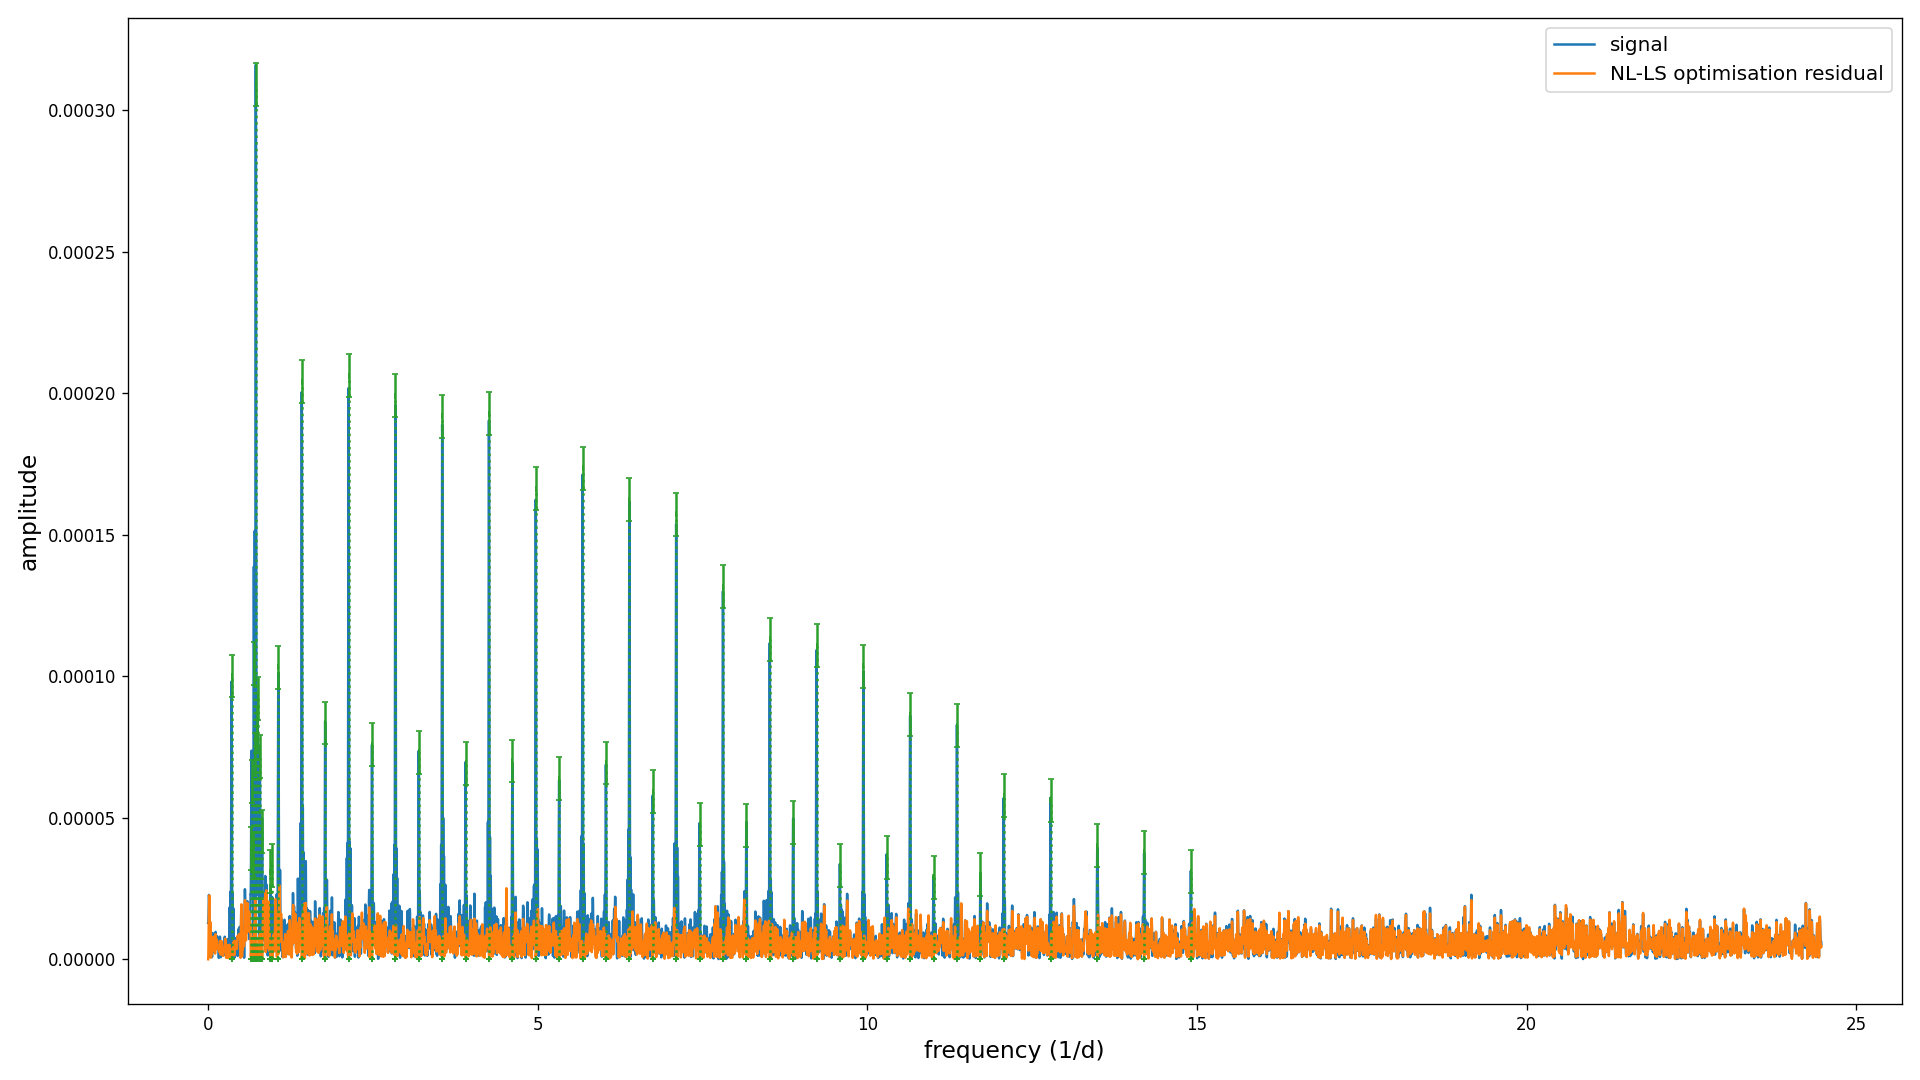 signal
NL-LS optimisation residual
0.00030
0.00025
0.00020
0.00015
0.00010
0.00005
0.00000
amplitude
0 5 10 15 20 25
frequency (1/d)